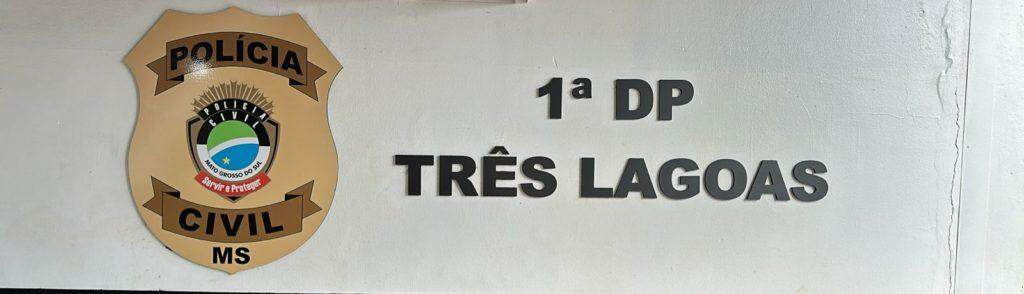 POLÍCIA
POLÍCIA
CIVIL
MATO GROSSO DO SUL
Servir e Proteger
CIVIL
MS
1ª DP
TRÊS LAGOAS